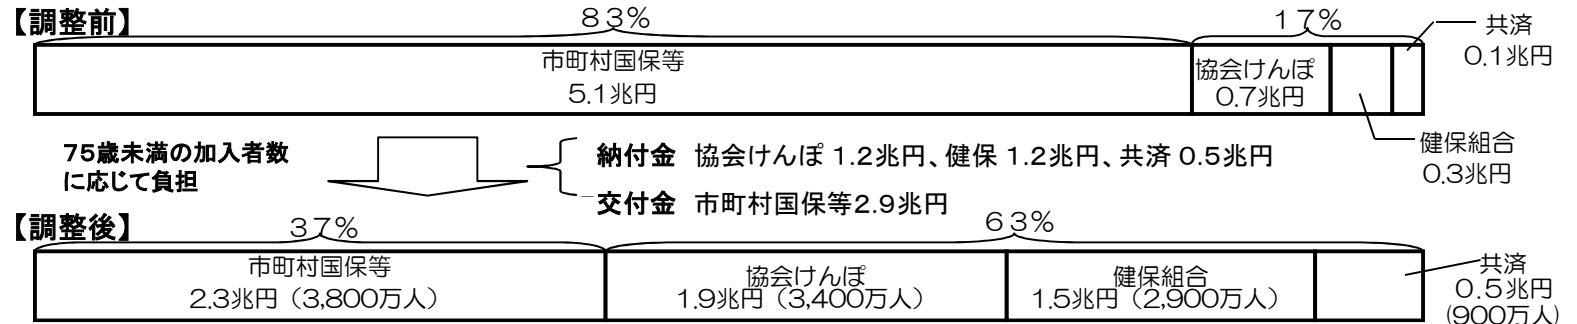 【調整前】
83%
17%
共済
0.1兆円
市町村国保等
5.1兆円
協会けんぽ
0.7兆円
健保組合
0.3兆円
75歳未満の加入者数
に応じて負担
納付金 協会けんぽ 1.2兆円、健保 1.2兆円、共済 0.5兆円
交付金 市町村国保等2.9兆円
【調整後】
37%
63%
市町村国保等
2.3兆円（3,800万人）
協会けんぽ
1.9兆円（3,400万人）
健保組合
1.5兆円（2,900万人）
共済
0.5兆円
(900万人)